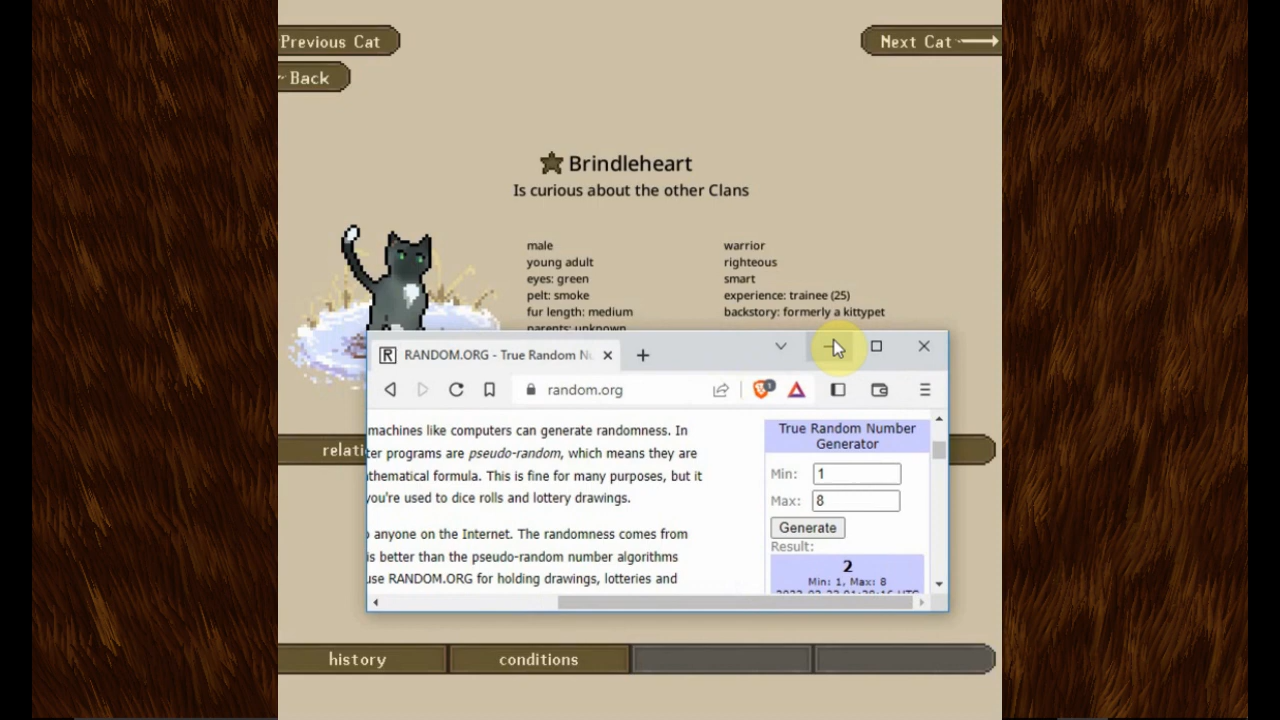 Previous Cat
Next Cat
Back
Brindleheart
Is curious about the other Clans
male
young adult
eyes: green
pelt: smoke
fur length: medium
parents: unknown
warrior
righteous
smart
experience: trainee (25)
backstory: formerly a kittypet
RANDOM.ORG - True Random
random.org
machines like computers can generate randomness. In
programs are pseudo-random, which means they are
mathematical formula. This is fine for many purposes, but it
you're used to dice rolls and lottery drawings.
anyone on the Internet. The randomness comes from
is better than the pseudo-random number algorithms
use RANDOM.ORG for holding drawings, lotteries and
True Random Number
Generator
Min: 1
Max: 8
Generate
Result:
2
Min: 1, Max: 8
relati
history
conditions